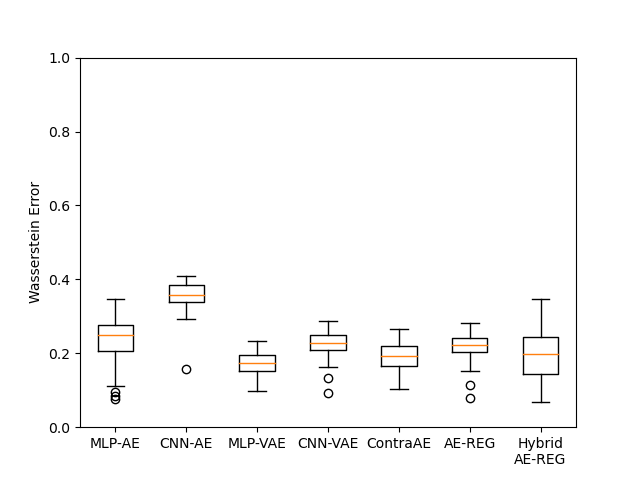 1.0
0.8
0.6
0.4
0.2
0.0
Wasserstein Error
MLP-AE CNN-AE MLP-VAE CNN-VAE ContraAE AE-REG Hybrid
AE-REG